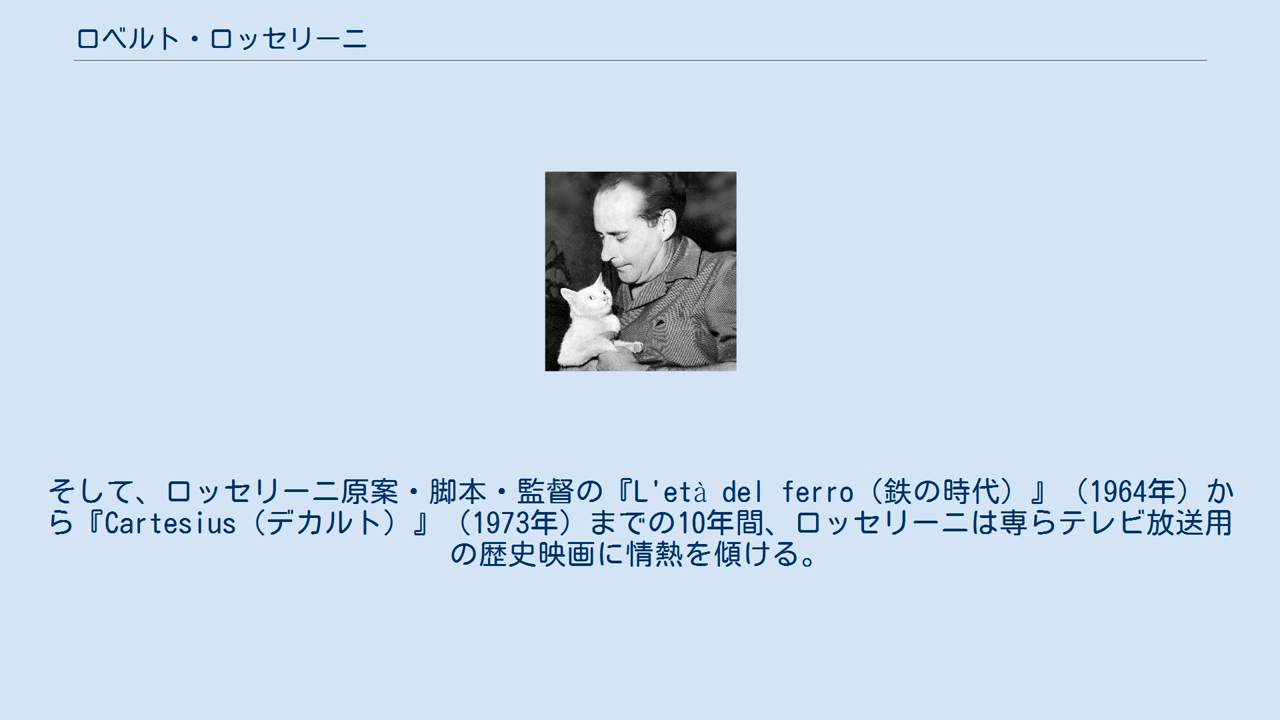 ロベルト・ロッセリーニ
そして、ロッセリーニ原案・脚本・監督の『L'età del ferro（鉄の時代）』（1964年）か
ら『Cartesius（デカルト）』（1973年）までの10年間、ロッセリーニは専らテレビ放送用
の歴史映画に情熱を傾ける。